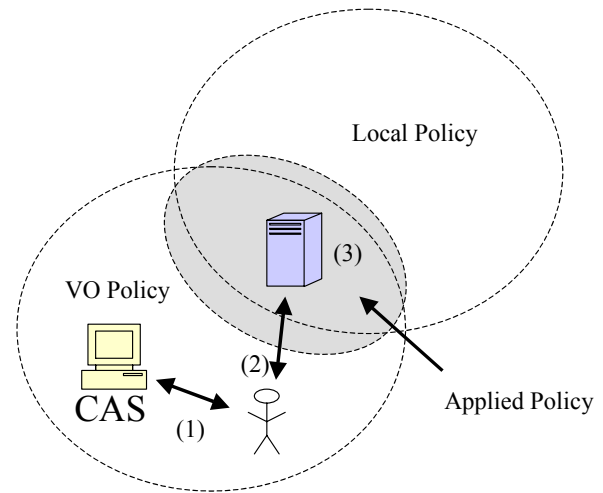 Local Policy
(3)
VO Policy
(2)
CAS
(1)
Applied Policy